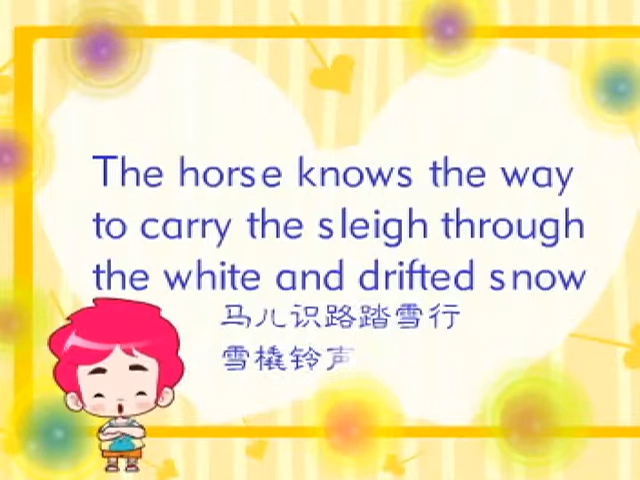 The horse knows the way
to carry the sleigh through
the white and drifted snow
马儿识路踏雪行
雪橇铃声